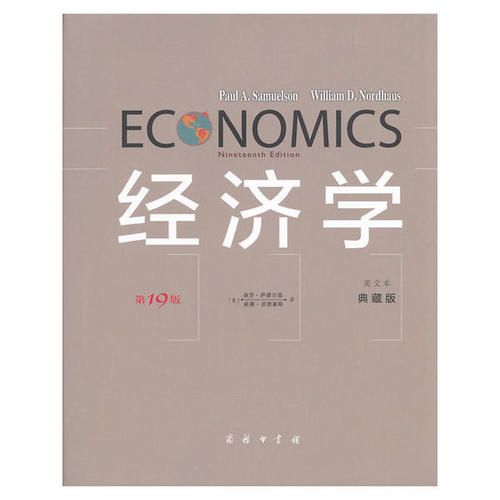 Paul A. Samuelson William D. Nordhaus
ECONOMICS
Nineteenth Edition
经济学
第19版
[美] 保罗·萨缪尔森
威廉·诺德豪斯 著
英文本
典藏版
商务印书馆